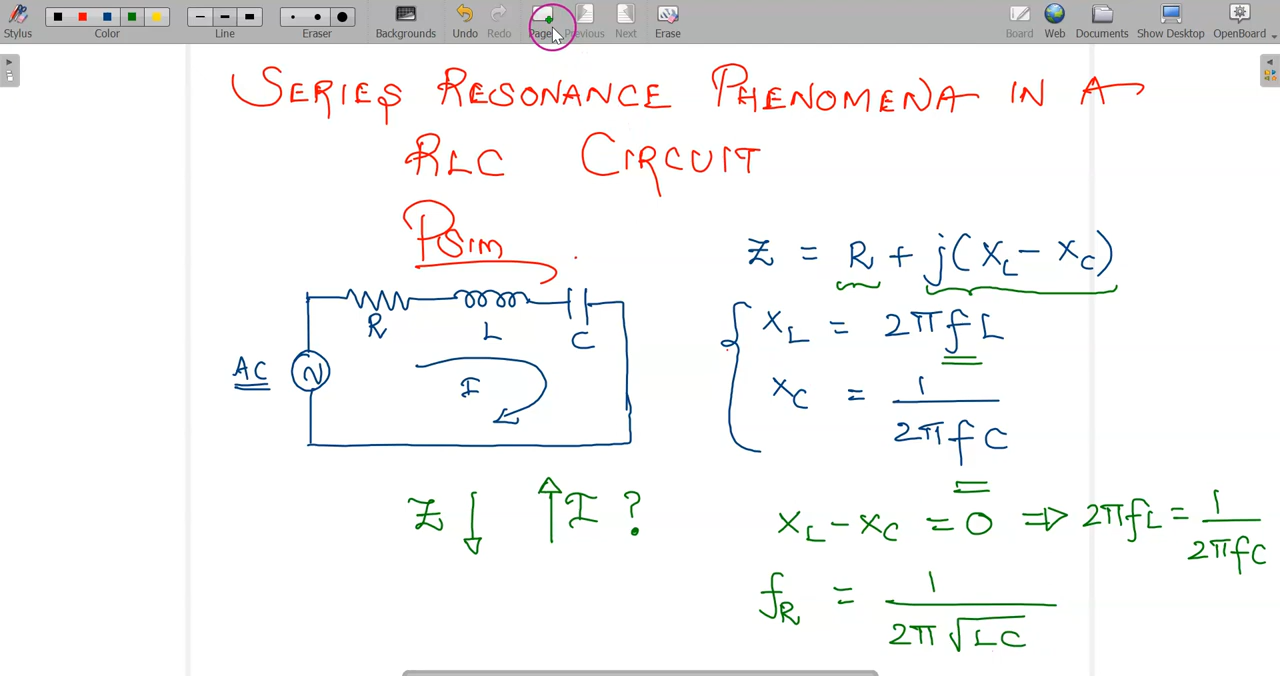 Stylus Color Line Eraser Backgrounds Undo Redo Page Previous Next Erase Board Web Documents Show Desktop OpenBoard
SERIES RESONANCE PHENOMENA IN A
RLC CIRCUIT
Psim
R L C
AC
I
Z = R + j(XL - XC)
XL = 2πfL
XC = 1/2πfC
Z ↓ ↑ I ?
XL - XC = 0 ⇒ 2πfL = 1/2πfC
fR = 1/2π√LC